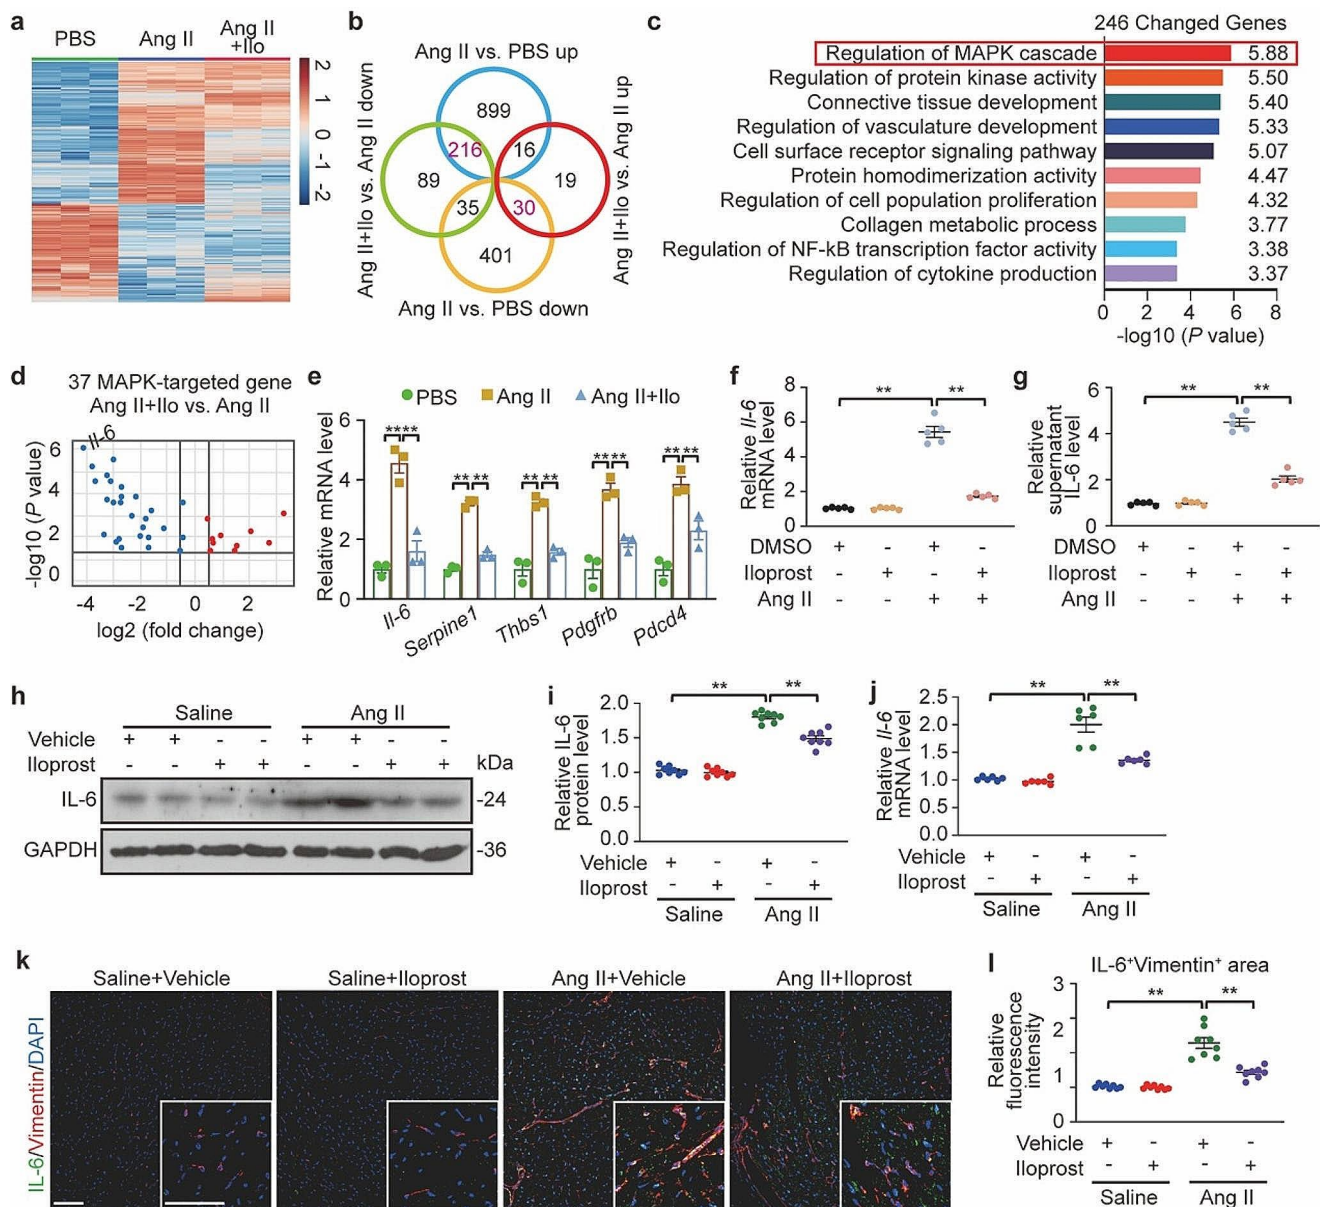 a
PBS
Ang II
Ang II
+Ilo
2
1
0
-1
-2
b
Ang II vs. PBS up
Ang II+Ilo vs. Ang II down
Ang II+Ilo vs. Ang II up
899
216
16
89
19
35
30
401
Ang II vs. PBS down
c
246 Changed Genes
Regulation of MAPK cascade 5.88
Regulation of protein kinase activity 5.50
Connective tissue development 5.40
Regulation of vasculature development 5.33
Cell surface receptor signaling pathway 5.07
Protein homodimerization activity 4.47
Regulation of cell population proliferation 4.32
Collagen metabolic process 3.77
Regulation of NF-kB transcription factor activity 3.38
Regulation of cytokine production 3.37
0 2 4 6 8
-log10 (P value)
d
37 MAPK-targeted gene
Ang II+Ilo vs. Ang II
Il-6
-log10 (P value)
6
4
2
0
-4 -2 0 2
log2 (fold change)
e
PBS Ang II Ang II+Ilo
Relative mRNA level
6
4
2
0
** ** ** ** ** ** ** ** ** **
Il-6 Serpine1 Thbs1 Pdgfrb Pdcd4
f
Relative Il-6
mRNA level
8
6
4
2
0
** **
DMSO + - + -
Iloprost - + - +
Ang II - - + +
g
Relative
supernatant
IL-6 level
6
4
2
0
** **
DMSO + - + -
Iloprost - + - +
Ang II - - + +
h
Saline Ang II
Vehicle + + - - + + - -
Iloprost - - + + - - + + kDa
IL-6 -24
GAPDH -36
i
Relative IL-6
protein level
2.0
1.5
1.0
0.5
0.0
** **
Vehicle + - + -
Iloprost - + - +
Saline Ang II
j
Relative Il-6
mRNA level
2.5
2.0
1.5
1.0
0.5
0.0
** **
Vehicle + - + -
Iloprost - + - +
Saline Ang II
k
IL-6/Vimentin/DAPI
Saline+Vehicle Saline+Iloprost Ang II+Vehicle Ang II+Iloprost
l
IL-6+Vimentin+ area
Relative
fluorescence
intensity
3
2
1
0
** **
Vehicle + - + -
Iloprost - + - +
Saline Ang II